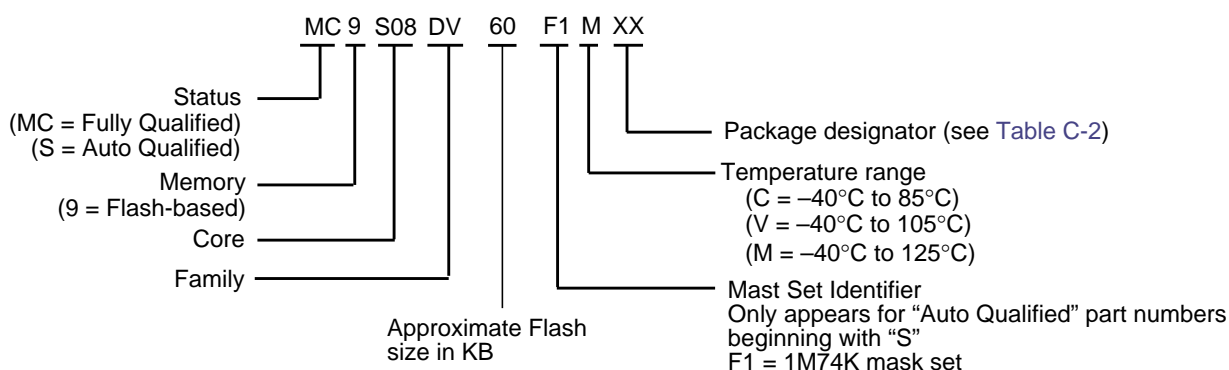 MC 9 S08 DV 60 F1 M XX
Status
(MC = Fully Qualified)
(S = Auto Qualified)
Memory
(9 = Flash-based)
Core
Family
Approximate Flash
size in KB
Package designator (see Table C-2)
Temperature range
(C = –40°C to 85°C)
(V = –40°C to 105°C)
(M = –40°C to 125°C)
Mast Set Identifier
Only appears for “Auto Qualified” part numbers
beginning with “S”
F1 = 1M74K mask set